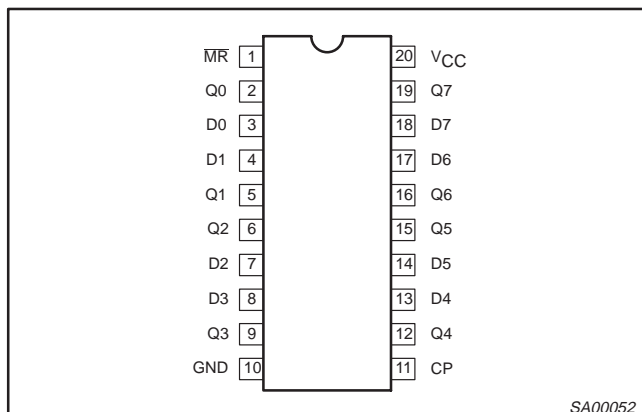 M̅R̅ 1 20 VCC
Q0 2 19 Q7
D0 3 18 D7
D1 4 17 D6
Q1 5 16 Q6
Q2 6 15 Q5
D2 7 14 D5
D3 8 13 D4
Q3 9 12 Q4
GND 10 11 CP
SA00052